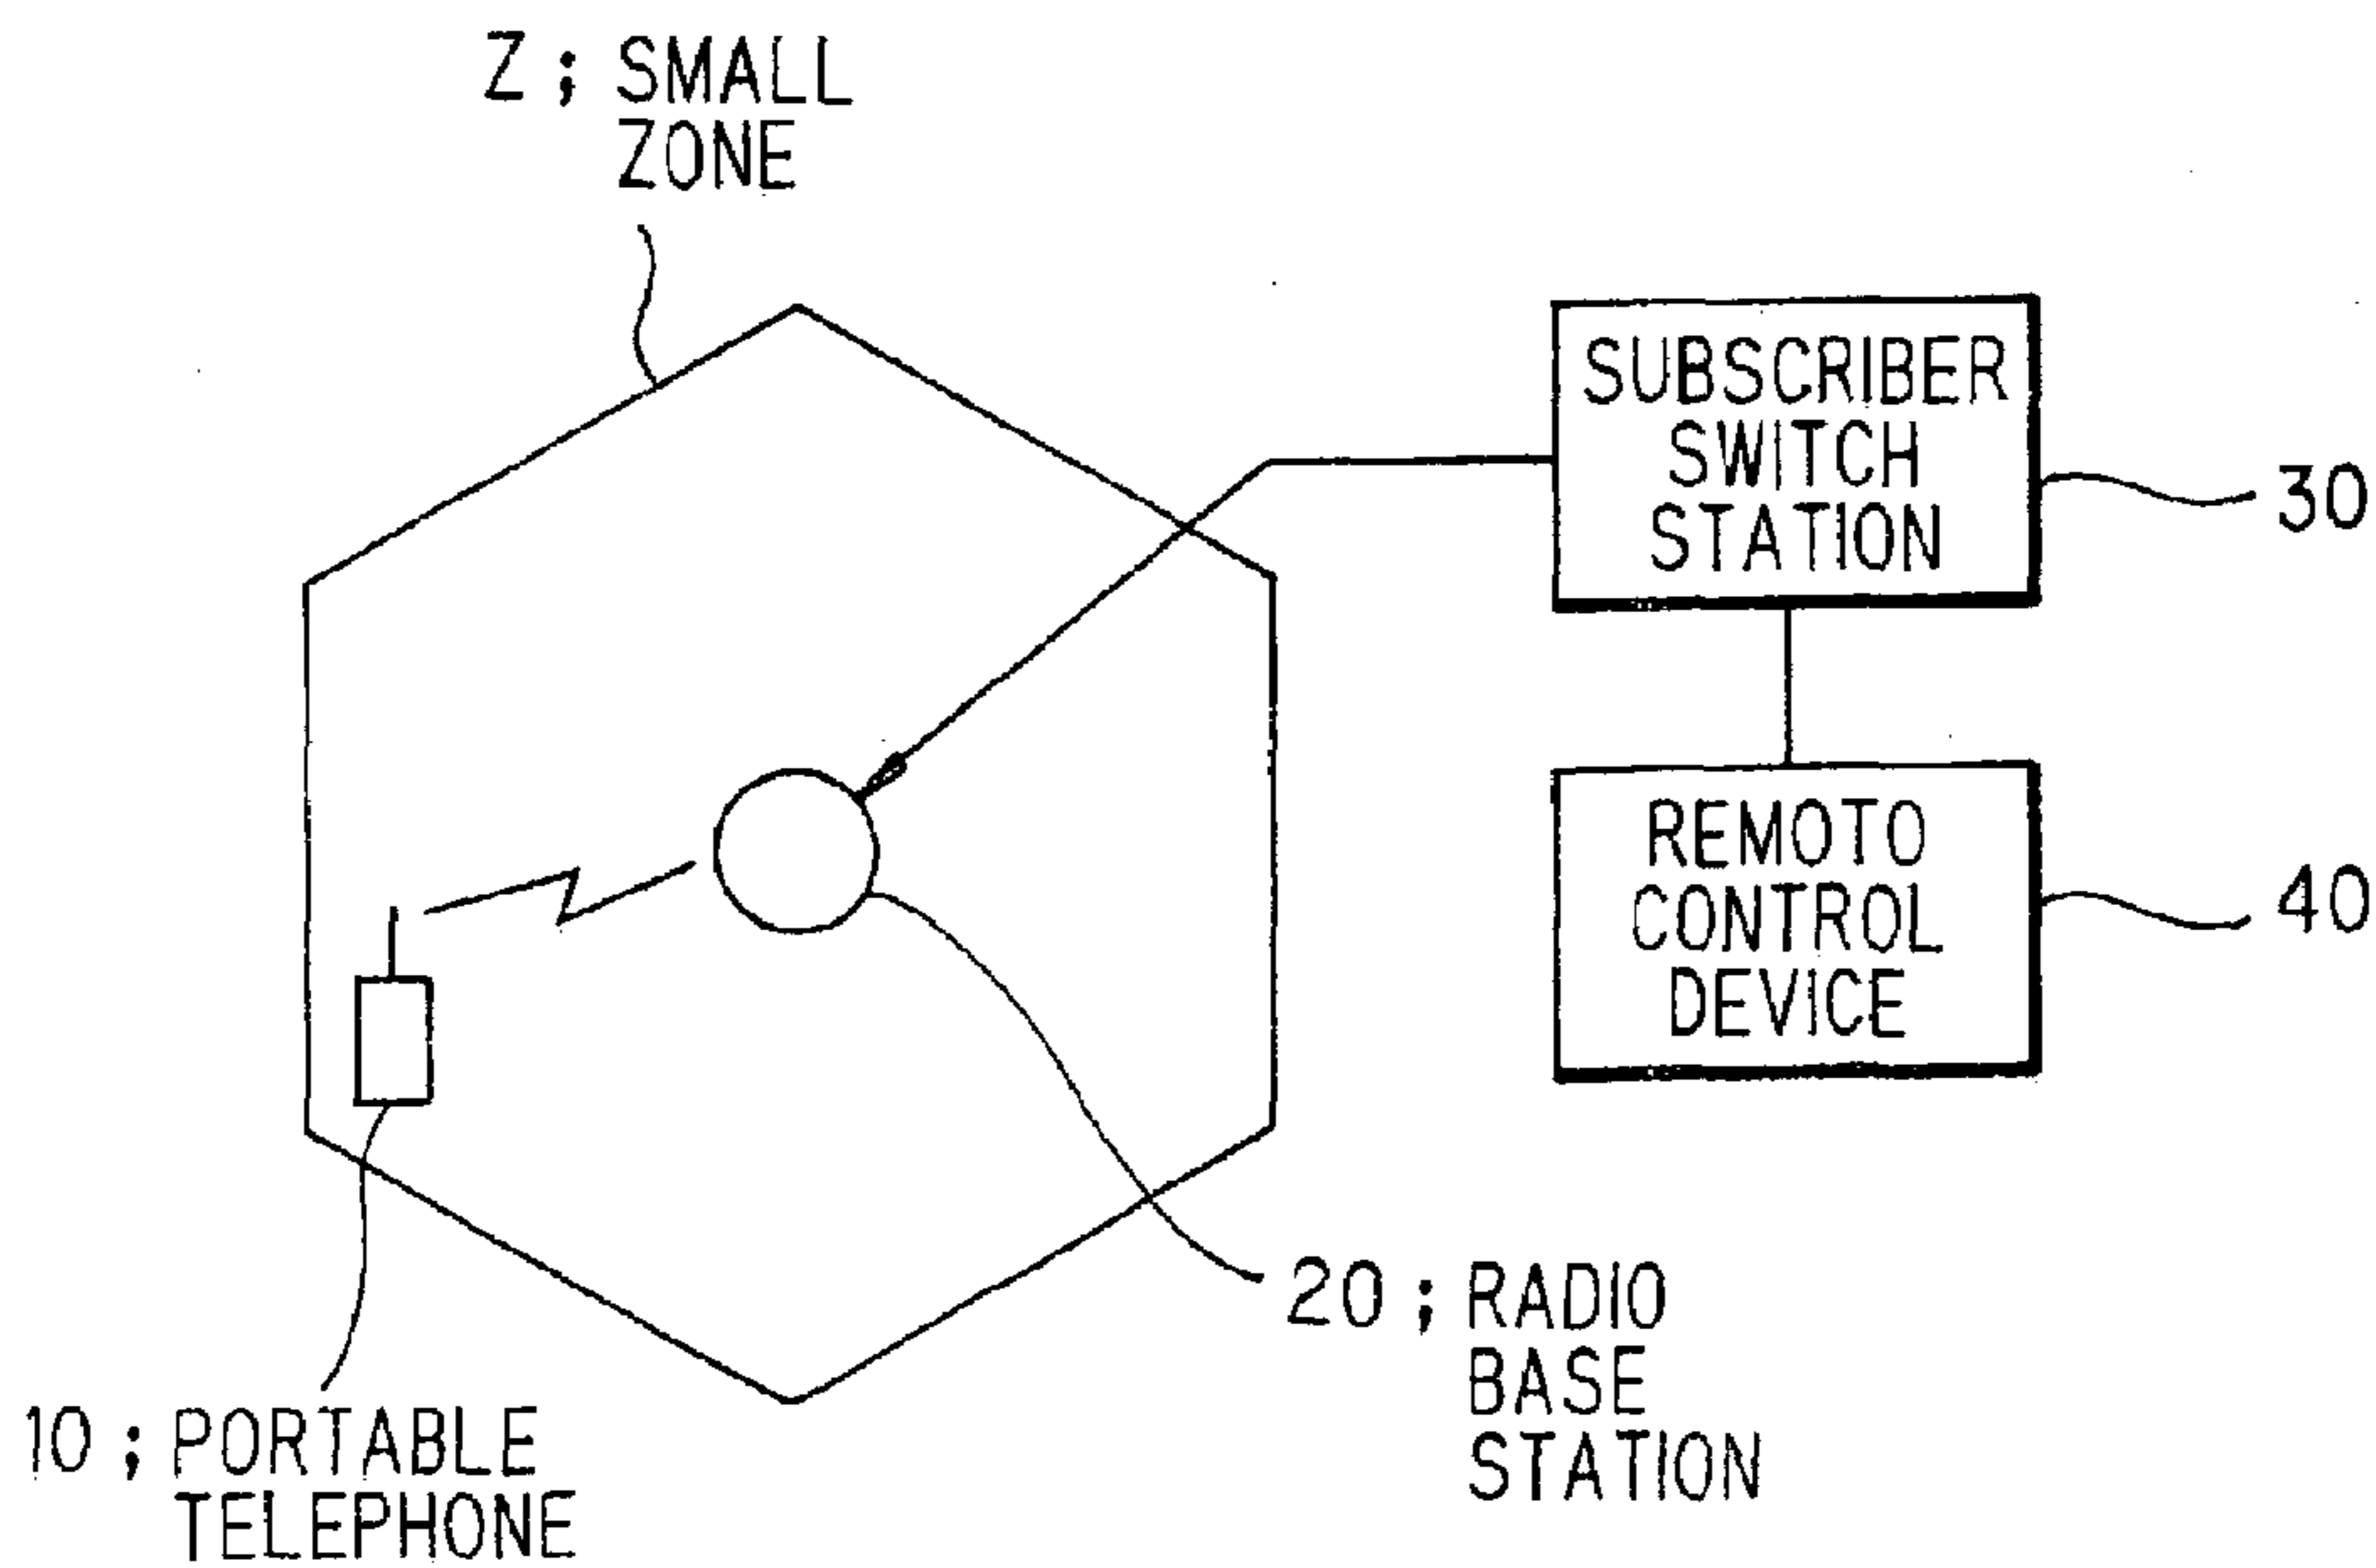 Z ; SMALL
ZONE
SUBSCRIBER
SWITCH
STATION
30
REMOTO
CONTROL
DEVICE
40
20 ; RADIO
BASE
STATION
10 ; PORTABLE
TELEPHONE